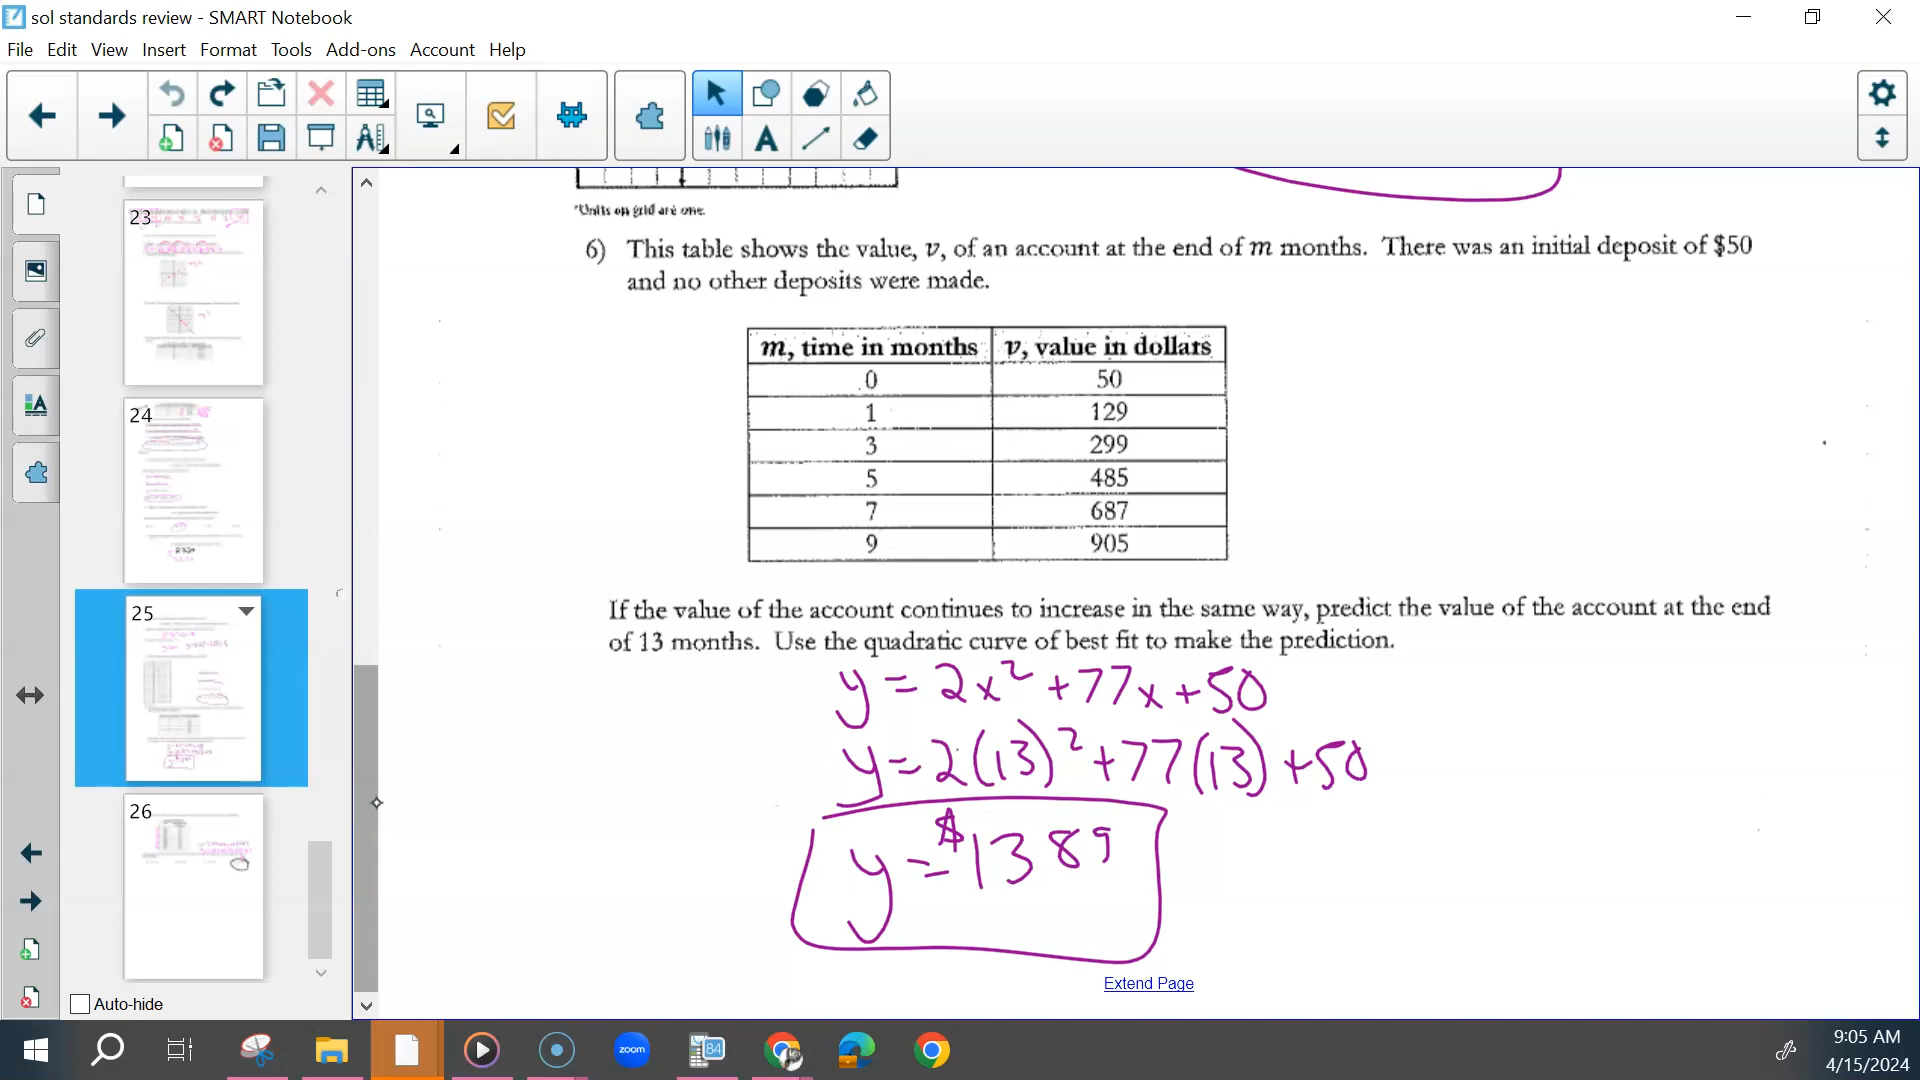 sol standards review - SMART Notebook
File Edit View Insert Format Tools Add-ons Account Help
*Units on grid are one.
6) This table shows the value, v, of an account at the end of m months. There was an initial deposit of $50
and no other deposits were made.
m, time in months v, value in dollars
0 50
1 129
3 299
5 485
7 687
9 905
If the value of the account continues to increase in the same way, predict the value of the account at the end
of 13 months. Use the quadratic curve of best fit to make the prediction.
y = 2x² + 77x + 50
y = 2(13)² + 77(13) + 50
y = $1389
Extend Page
23
24
25
26
Auto-hide
zoom
84
9:05 AM
4/15/2024